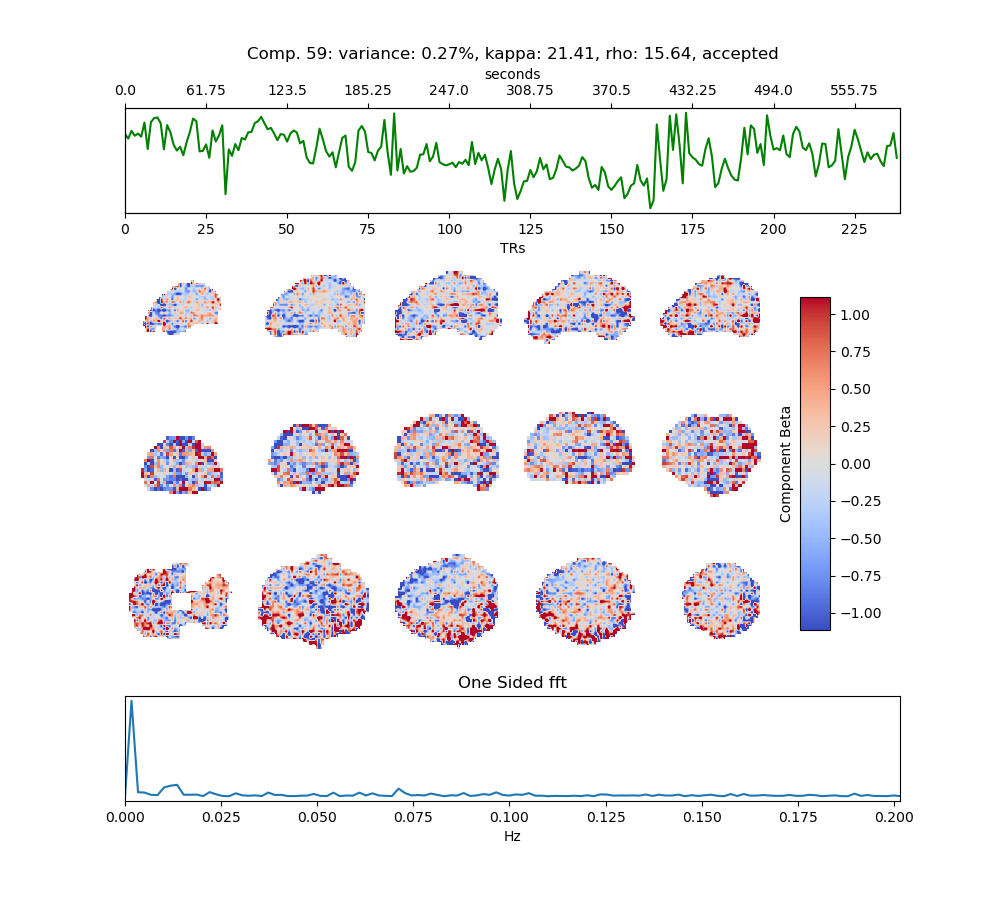 Comp. 59: variance: 0.27%, kappa: 21.41, rho: 15.64, accepted
seconds
0.0 61.75 123.5 185.25 247.0 308.75 370.5 432.25 494.0 555.75
0 25 50 75 100 125 150 175 200 225
TRs
1.00
0.75
0.50
0.25
0.00
−0.25
−0.50
−0.75
−1.00
Component Beta
One Sided fft
0.000 0.025 0.050 0.075 0.100 0.125 0.150 0.175 0.200
Hz